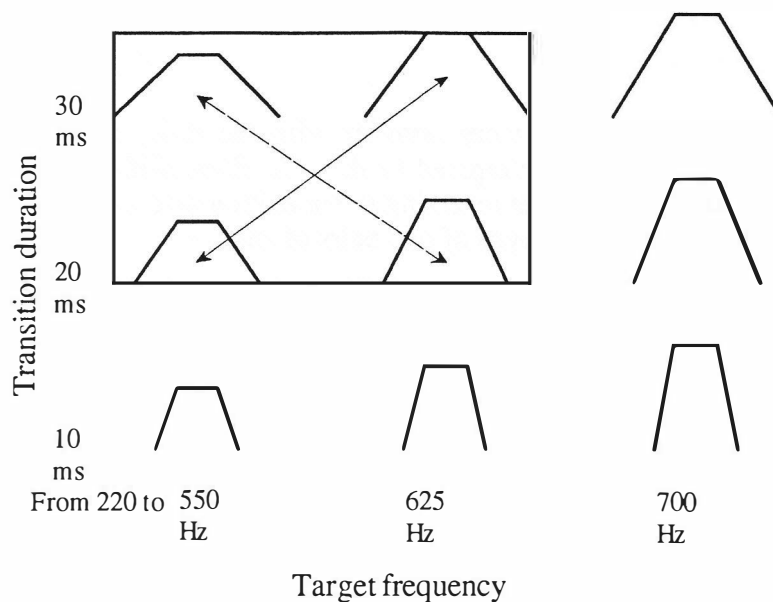 Transition duration
30
ms
20
ms
10
ms
From 220 to 550
Hz
625
Hz
700
Hz
Target frequency